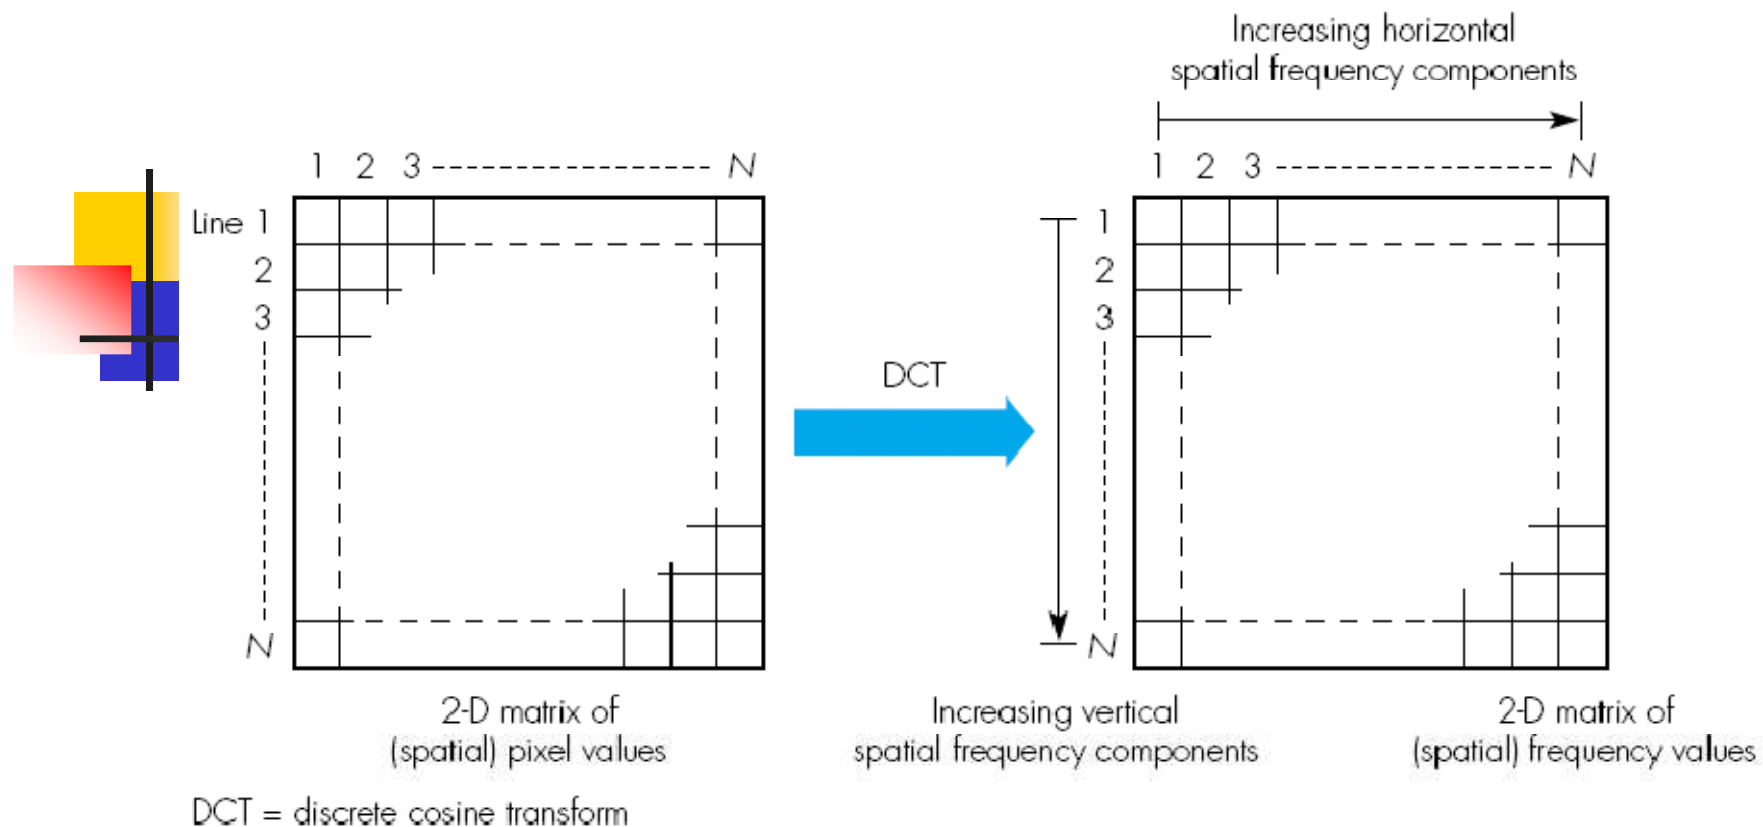 Increasing horizontal
spatial frequency components
1 2 3 N
1 2 3 N
Line 1
2
3
N
1
2
3
N
DCT
2-D matrix of
(spatial) pixel values
Increasing vertical
spatial frequency components
2-D matrix of
(spatial) frequency values
DCT = discrete cosine transform